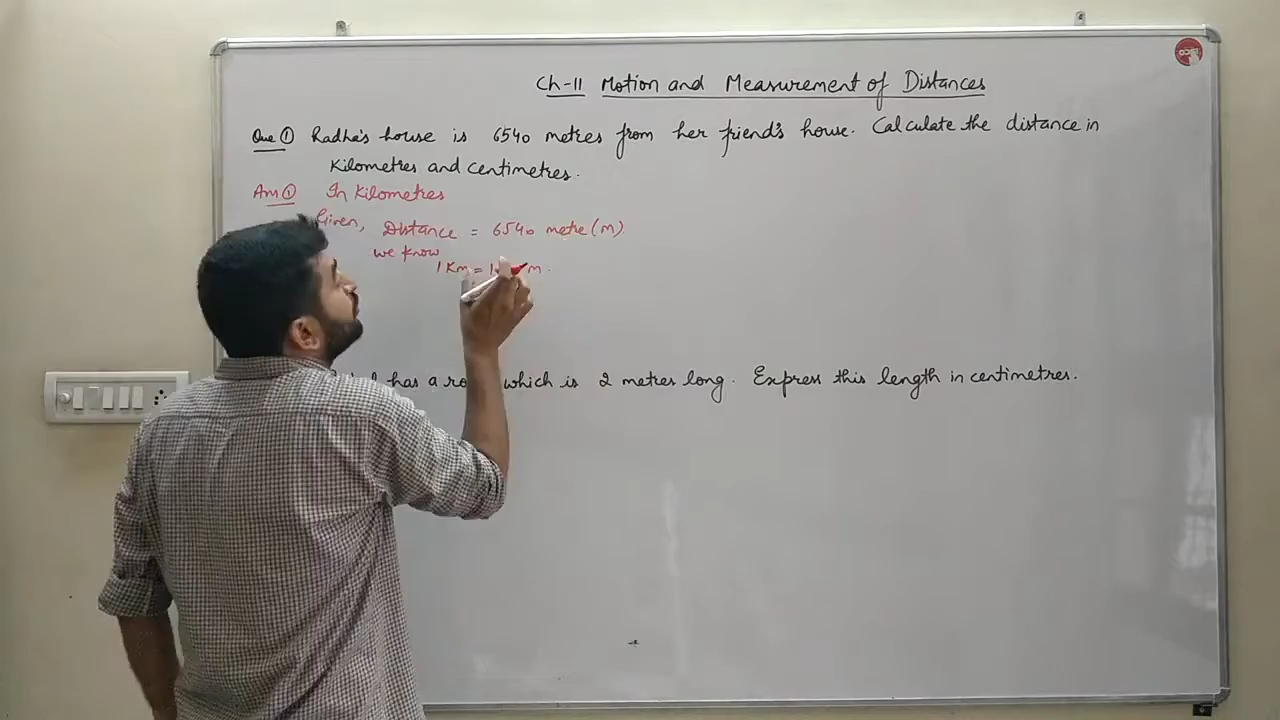 Ch-11 Motion and Measurement of Distances
Que ① Radha's house is 6540 metres from her friend's house. Calculate the distance in
Kilometres and centimetres.
Ans ① In Kilometres
Given, Distance = 6540 metre (m).
we know
1 Km = 1 m.
has a which is 2 metres long. Express this length in centimetres.